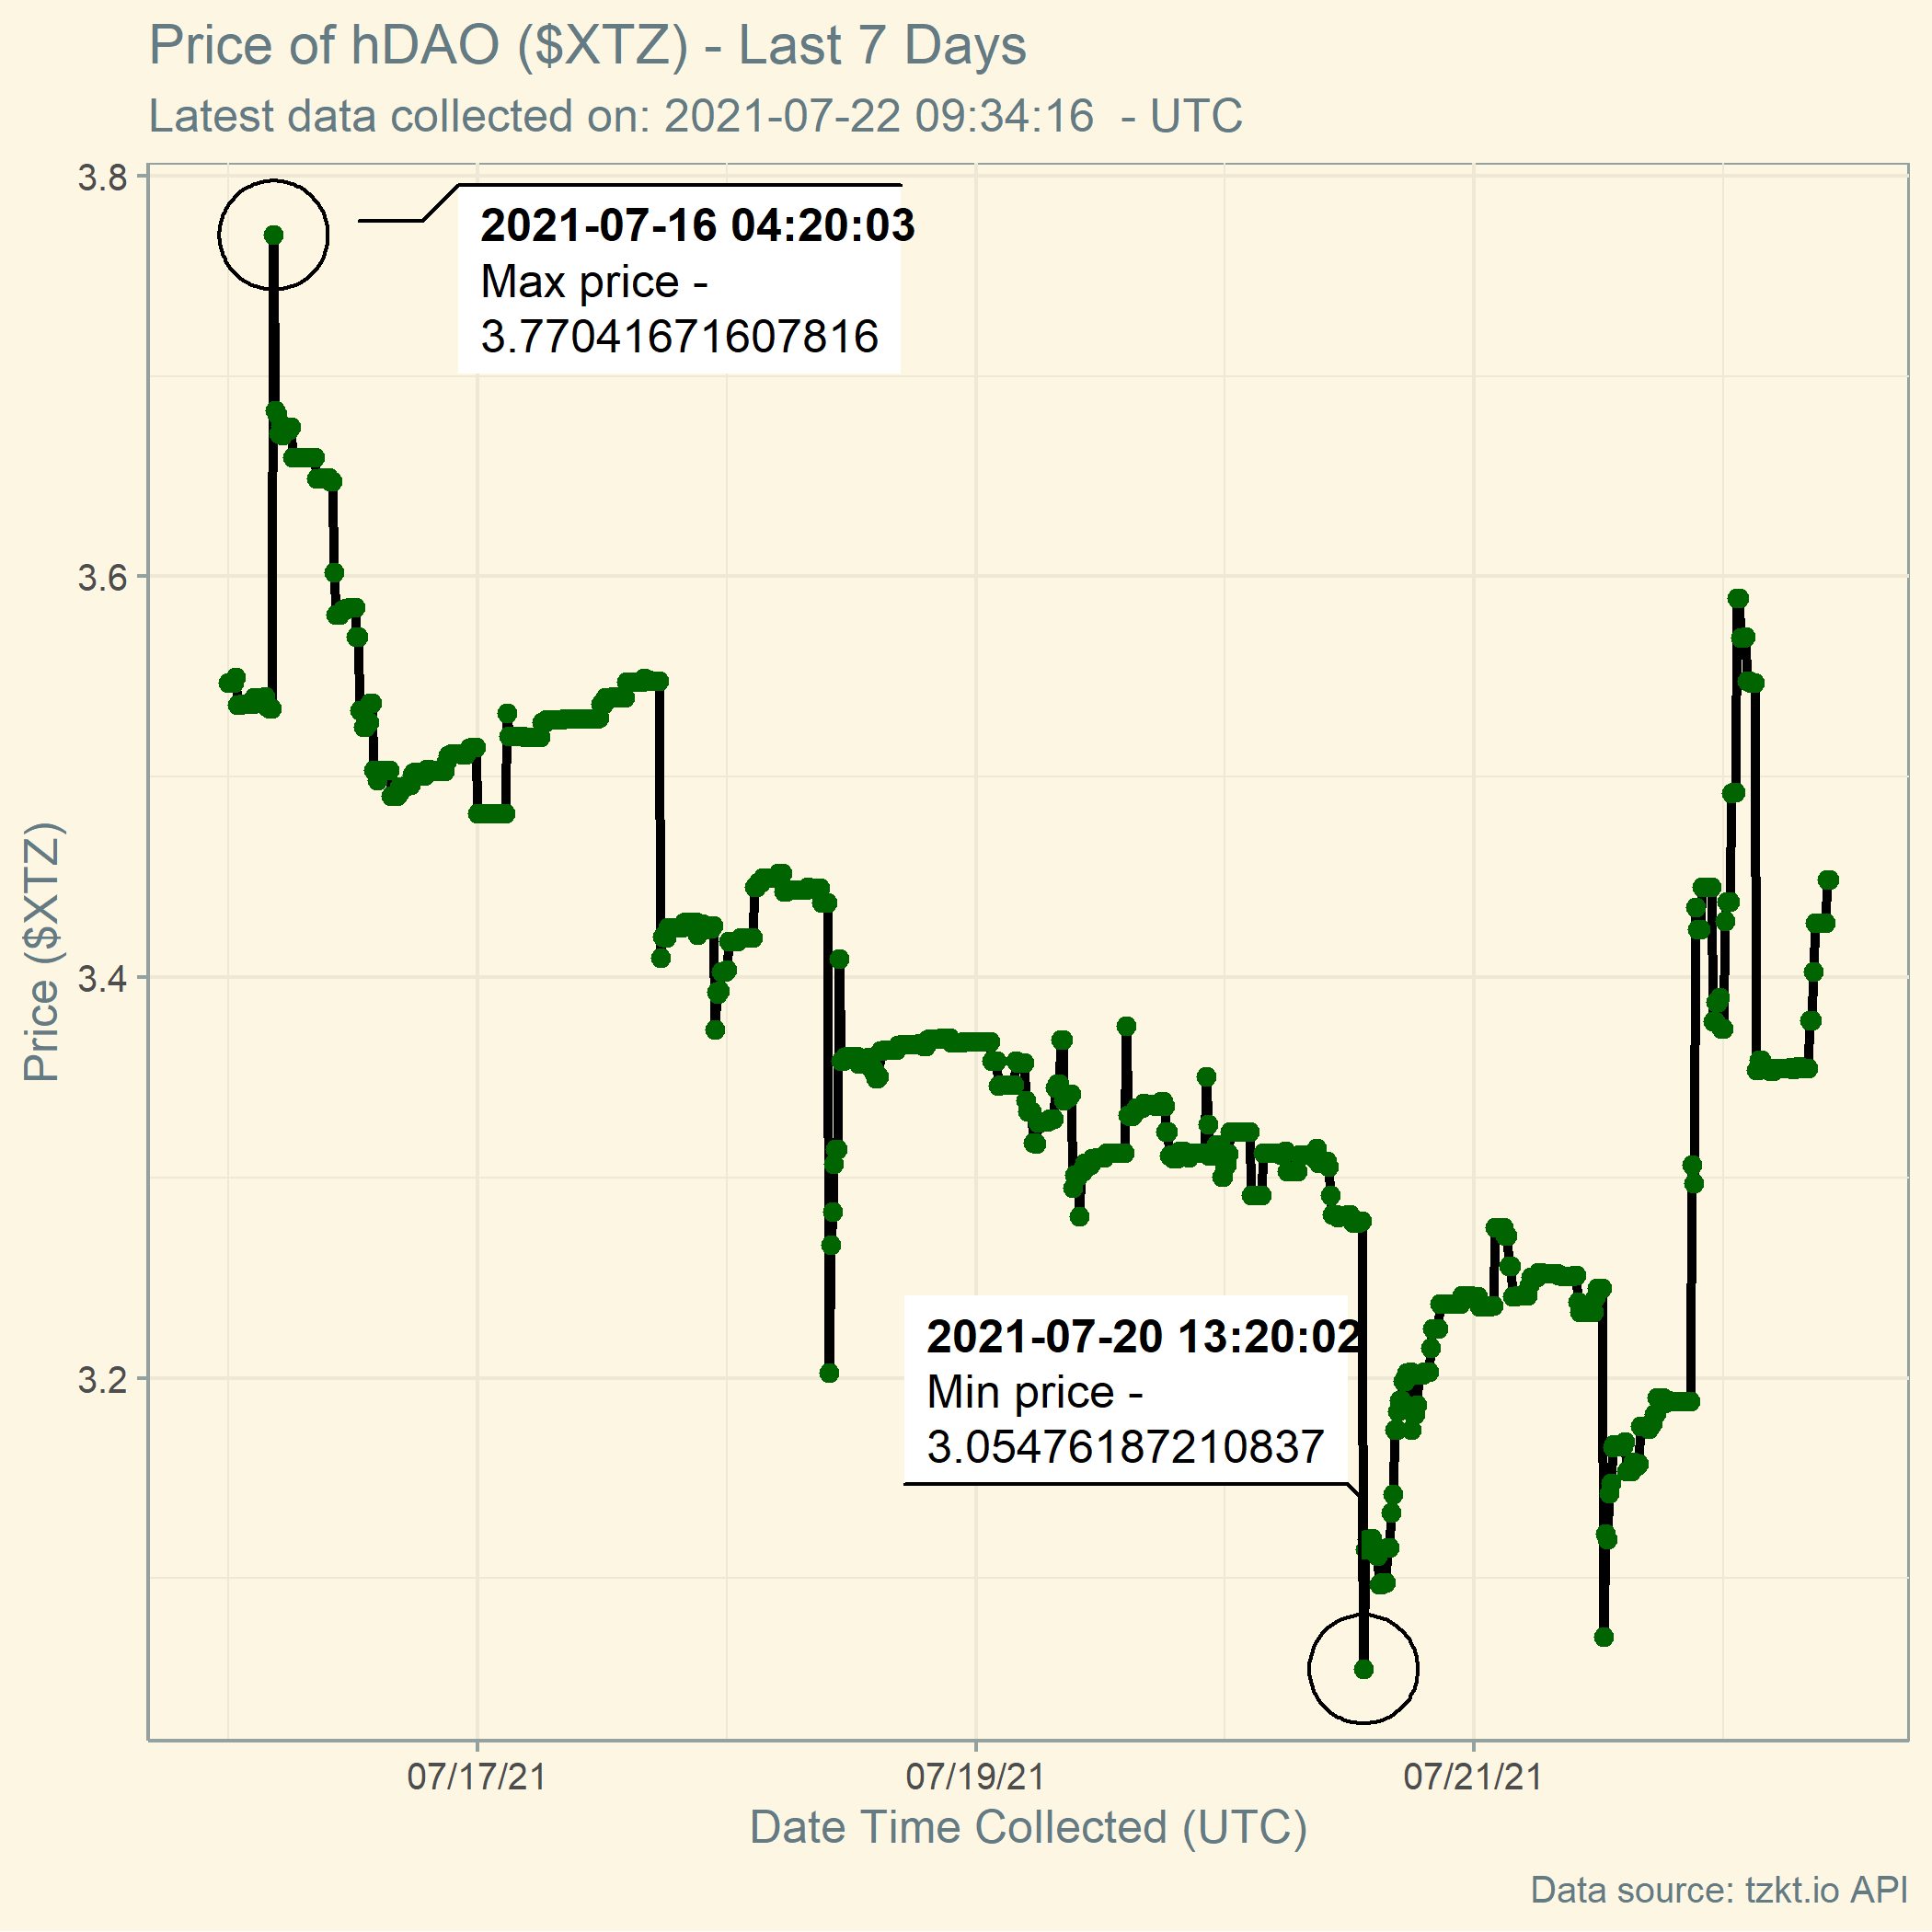 Price of hDAO ($XTZ) - Last 7 Days
Latest data collected on: 2021-07-22 09:34:16  - UTC
3.8
3.6
3.4
3.2
Price ($XTZ)
2021-07-16 04:20:03
Max price -
3.77041671607816
2021-07-20 13:20:02
Min price -
3.05476187210837
07/17/21
07/19/21
07/21/21
Date Time Collected (UTC)
Data source: tzkt.io API